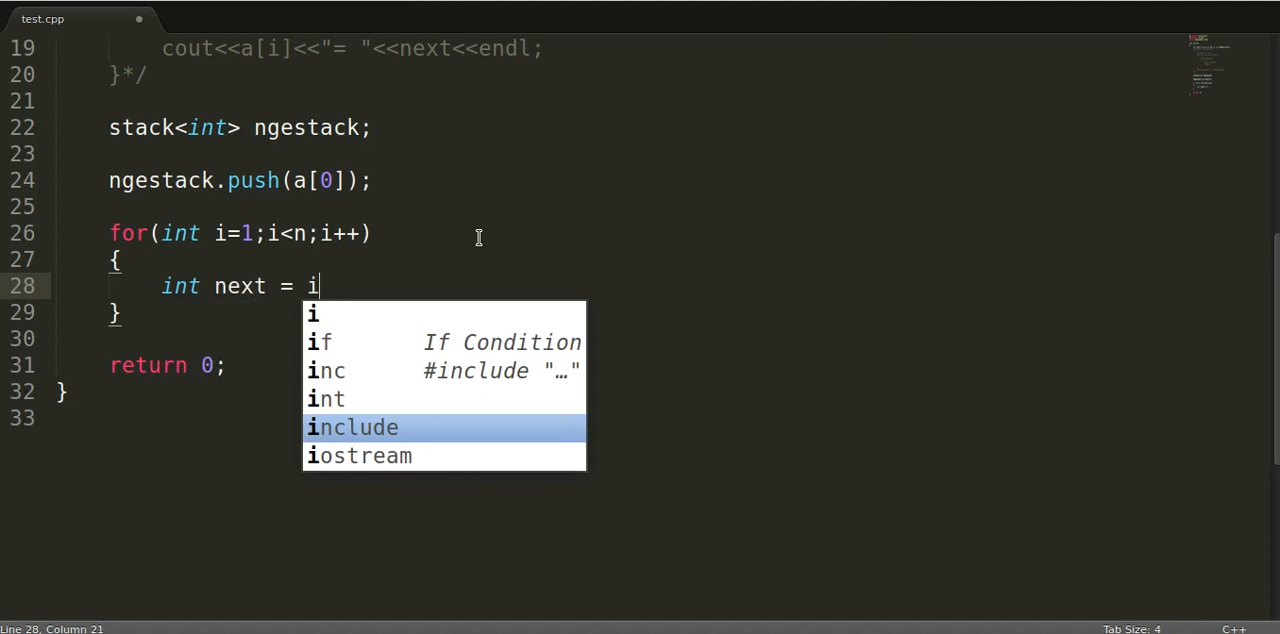 test.cpp
19 cout<<a[i]<<"= "<<next<<endl;
20 }*/
21
22 stack<int> ngestack;
23
24 ngestack.push(a[0]);
25
26 for(int i=1;i<n;i++)
27 {
28 int next = i
29 }
30
31 return 0;
32 }
33
i
if If Condition
inc #include "…"
int
include
iostream
Line 28, Column 21 Tab Size: 4 C++